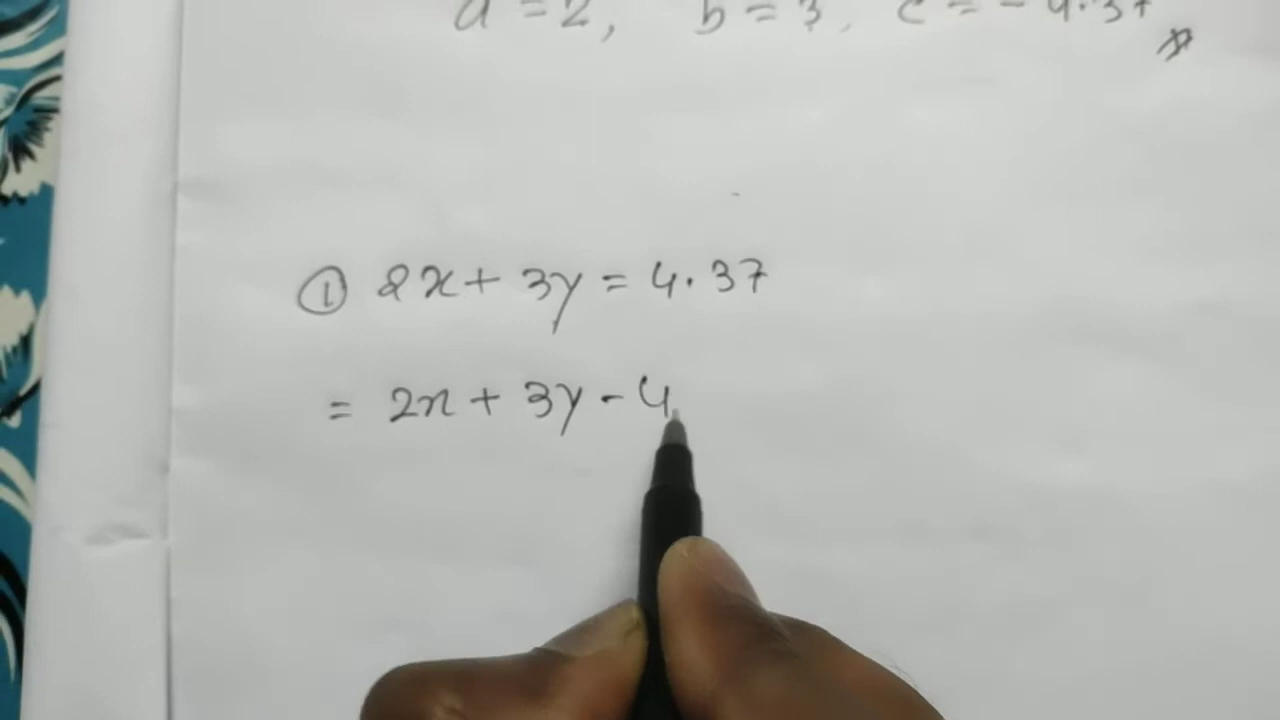 a = 2, b = 3, c = - 4.37
① 2x + 3y = 4.37
= 2x + 3y - 4